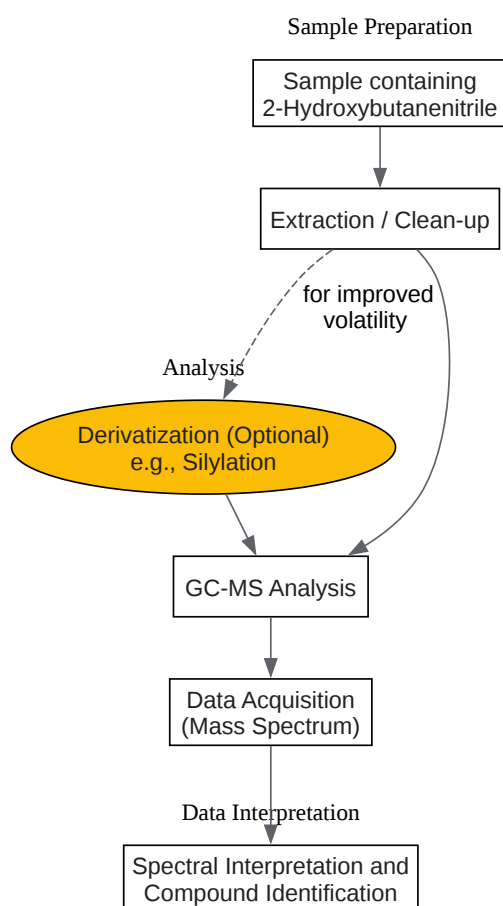 Sample Preparation
Sample containing
2-Hydroxybutanenitrile
Extraction / Clean-up
for improved
volatility
Analysis
Derivatization (Optional)
e.g., Silylation
GC-MS Analysis
Data Acquisition
(Mass Spectrum)
Data Interpretation
Spectral Interpretation and
Compound Identification